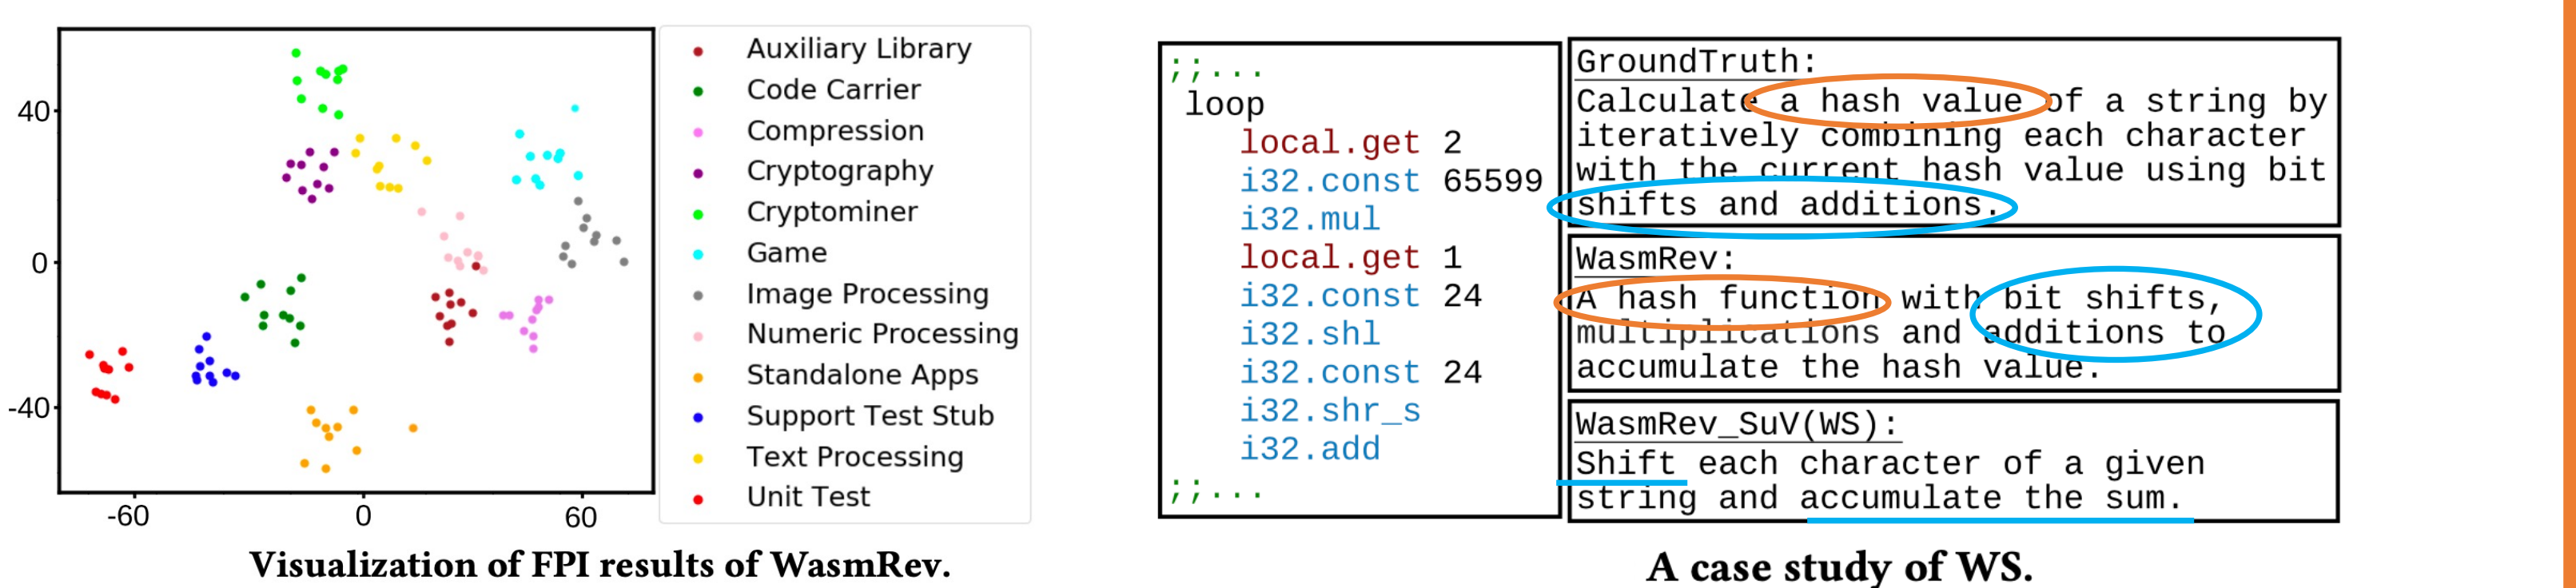 40
0
-40
-60
0
60
Auxiliary Library
Code Carrier
Compression
Cryptography
Cryptominer
Game
Image Processing
Numeric Processing
Standalone Apps
Support Test Stub
Text Processing
Unit Test
Visualization of FPI results of WasmRev.
;;...
loop
local.get 2
i32.const 65599
i32.mul
local.get 1
i32.const 24
i32.shl
i32.const 24
i32.shr_s
i32.add
;;...
GroundTruth:
Calculate a hash value of a string by
iteratively combining each character
with the current hash value using bit
shifts and additions.
WasmRev:
A hash function with bit shifts,
multiplications and additions to
accumulate the hash value.
WasmRev_SuV(WS):
Shift each character of a given
string and accumulate the sum.
A case study of WS.